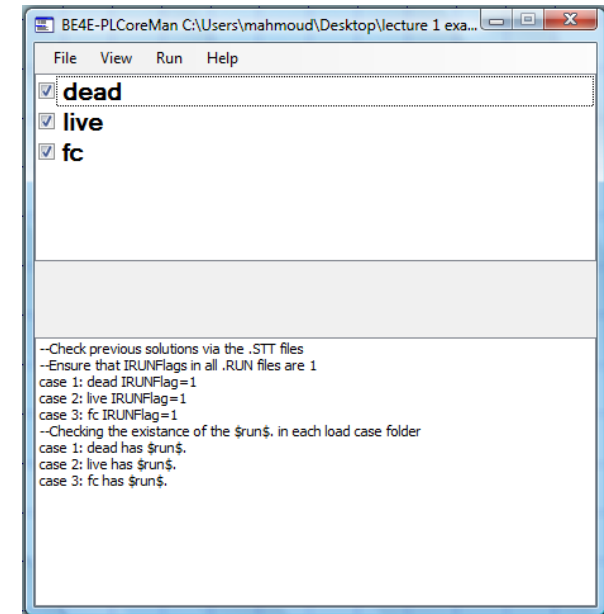 BE4E-PLCoreMan C:\Users\mahmoud\Desktop\lecture 1 exa...
File View Run Help
dead
live
fc
--Check previous solutions via the .STT files
--Ensure that IRUNFlags in all .RUN files are 1
case 1: dead IRUNFlag=1
case 2: live IRUNFlag=1
case 3: fc IRUNFlag=1
--Checking the existance of the $run$. in each load case folder
case 1: dead has $run$.
case 2: live has $run$.
case 3: fc has $run$.